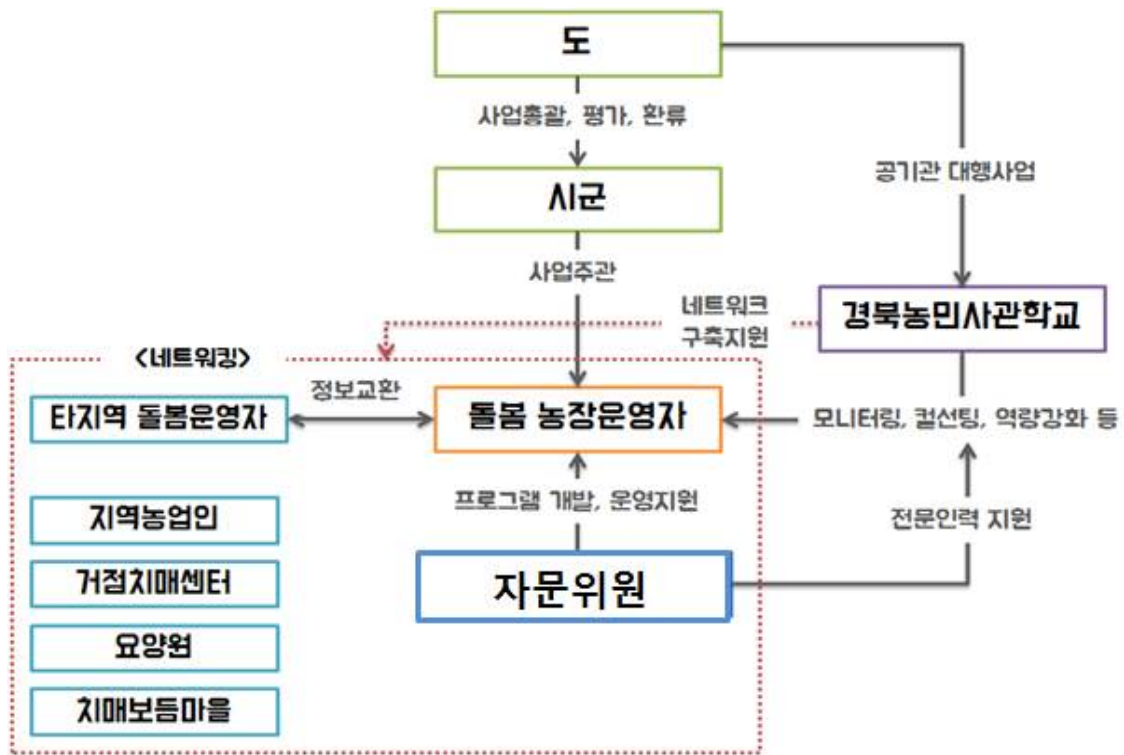 도
사업총괄, 평가, 환류
공기관 대행사업
시군
사업주관
네트워크
구축지원
경북농민사관학교
<네트워킹>
정보교환
타지역 돌봄운영자
돌봄 농장운영자
모니터링, 컬선팅, 역량강화 등
프로그램 개발, 운영지원
지역농업인
전문인력 지원
거점치매센터
자문위원
요양원
치매보듬마을